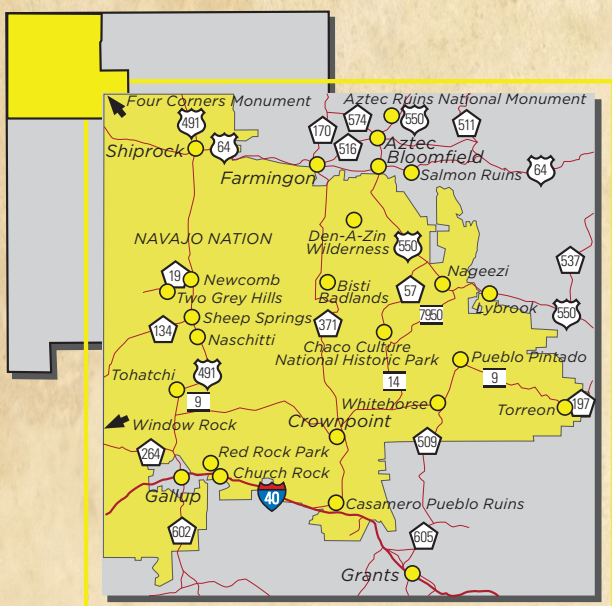 Four Corners Monument
Aztec Ruins National Monument
491
64
170
574
550
516
511
Shiprock
Aztec
Bloomfield
Farmingon
Salmon Ruins
64
NAVAJO NATION
Den-A-Zin
Wilderness
550
537
19
Newcomb
Two Grey Hills
Bisti
Badlands
57
Nageezi
Lybrook
550
7950
134
Sheep Springs
Naschitti
371
Chaco Culture
National Historic Park
Pueblo Pintado
Tohatchi
491
9
14
9
Whitehorse
Torreon
197
Window Rock
Crownpoint
264
509
Red Rock Park
Church Rock
Gallup
40
Casamero Pueblo Ruins
602
605
Grants